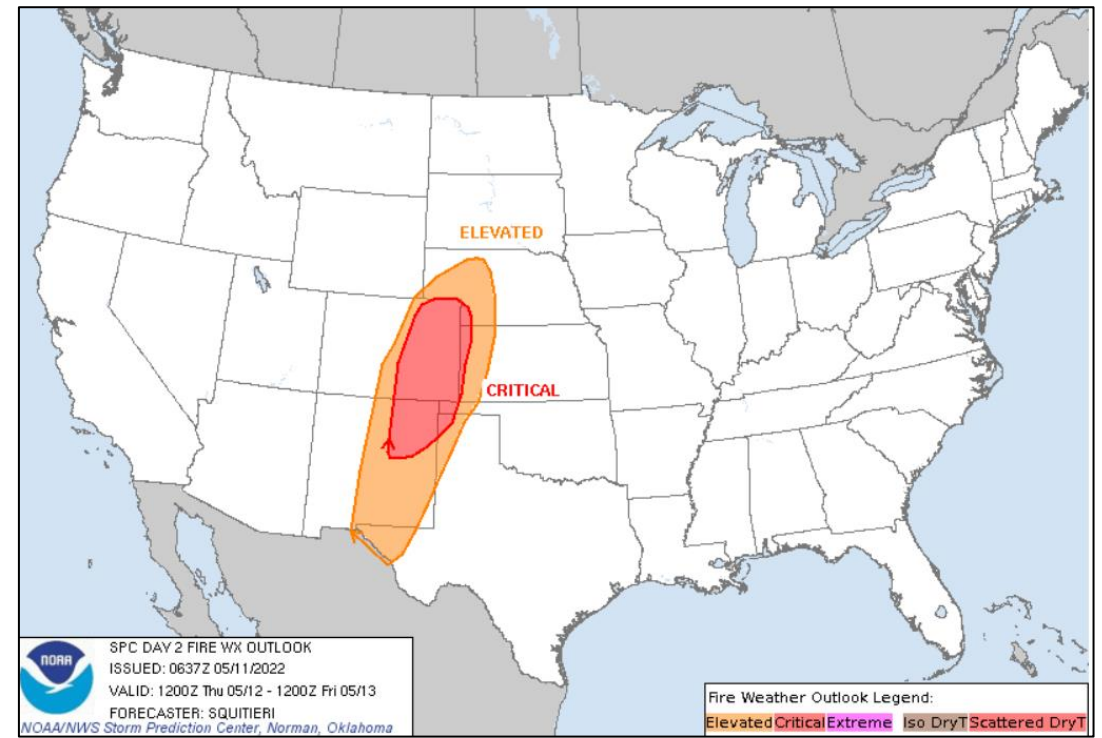 ELEVATED
CRITICAL
NOAA
SPC DAY 2 FIRE WX OUTLOOK
ISSUED: 0637Z 05/11/2022
VALID: 1200Z Thu 05/12 - 1200Z Fri 05/13
FORECASTER: SQUITIERI
NOAA/NWS Storm Prediction Center, Norman, Oklahoma
Fire Weather Outlook Legend:
Elevated Critical Extreme Iso DryT Scattered DryT